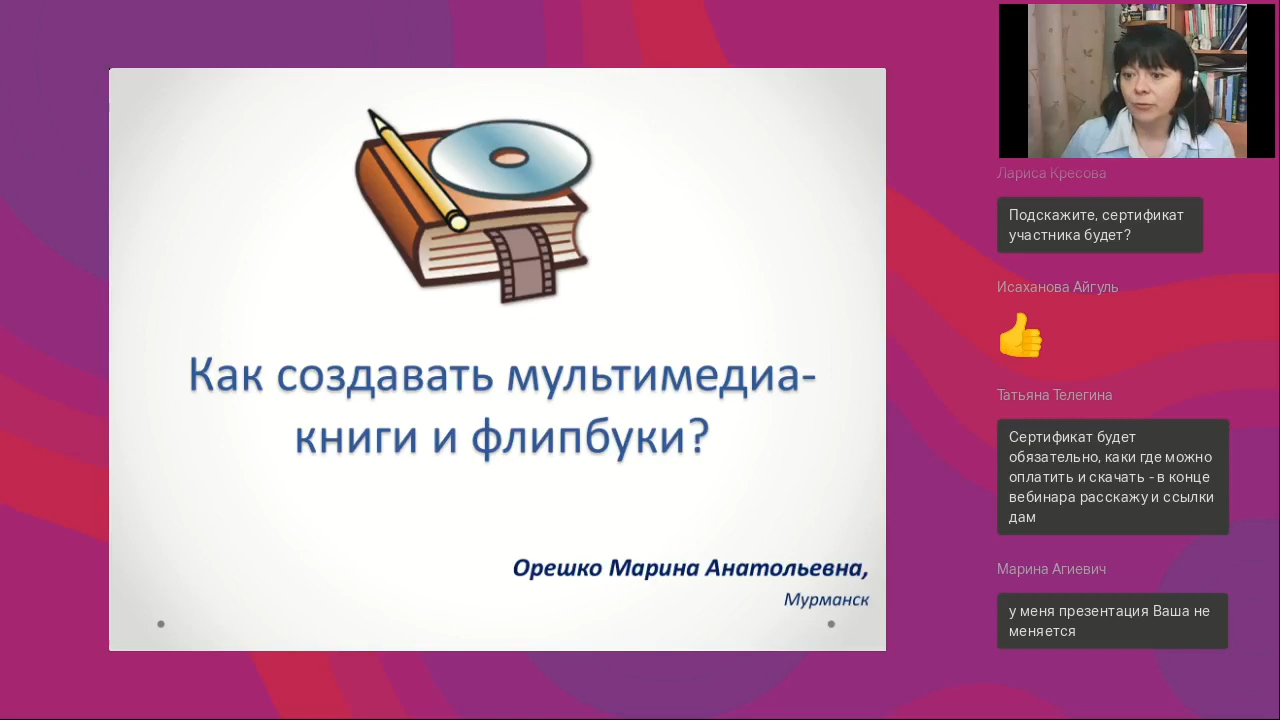 Как создавать мультимедиа-
книги и флипбуки?
Орешко Марина Анатольевна,
Мурманск
Лариса Кресова
Подскажите, сертификат
участника будет?
Исаханова Айгуль
Татьяна Телегина
Сертификат будет
обязательно, каки где можно
оплатить и скачать - в конце
вебинара расскажу и ссылки
дам
Марина Агиевич
у меня презентация Ваша не
меняется